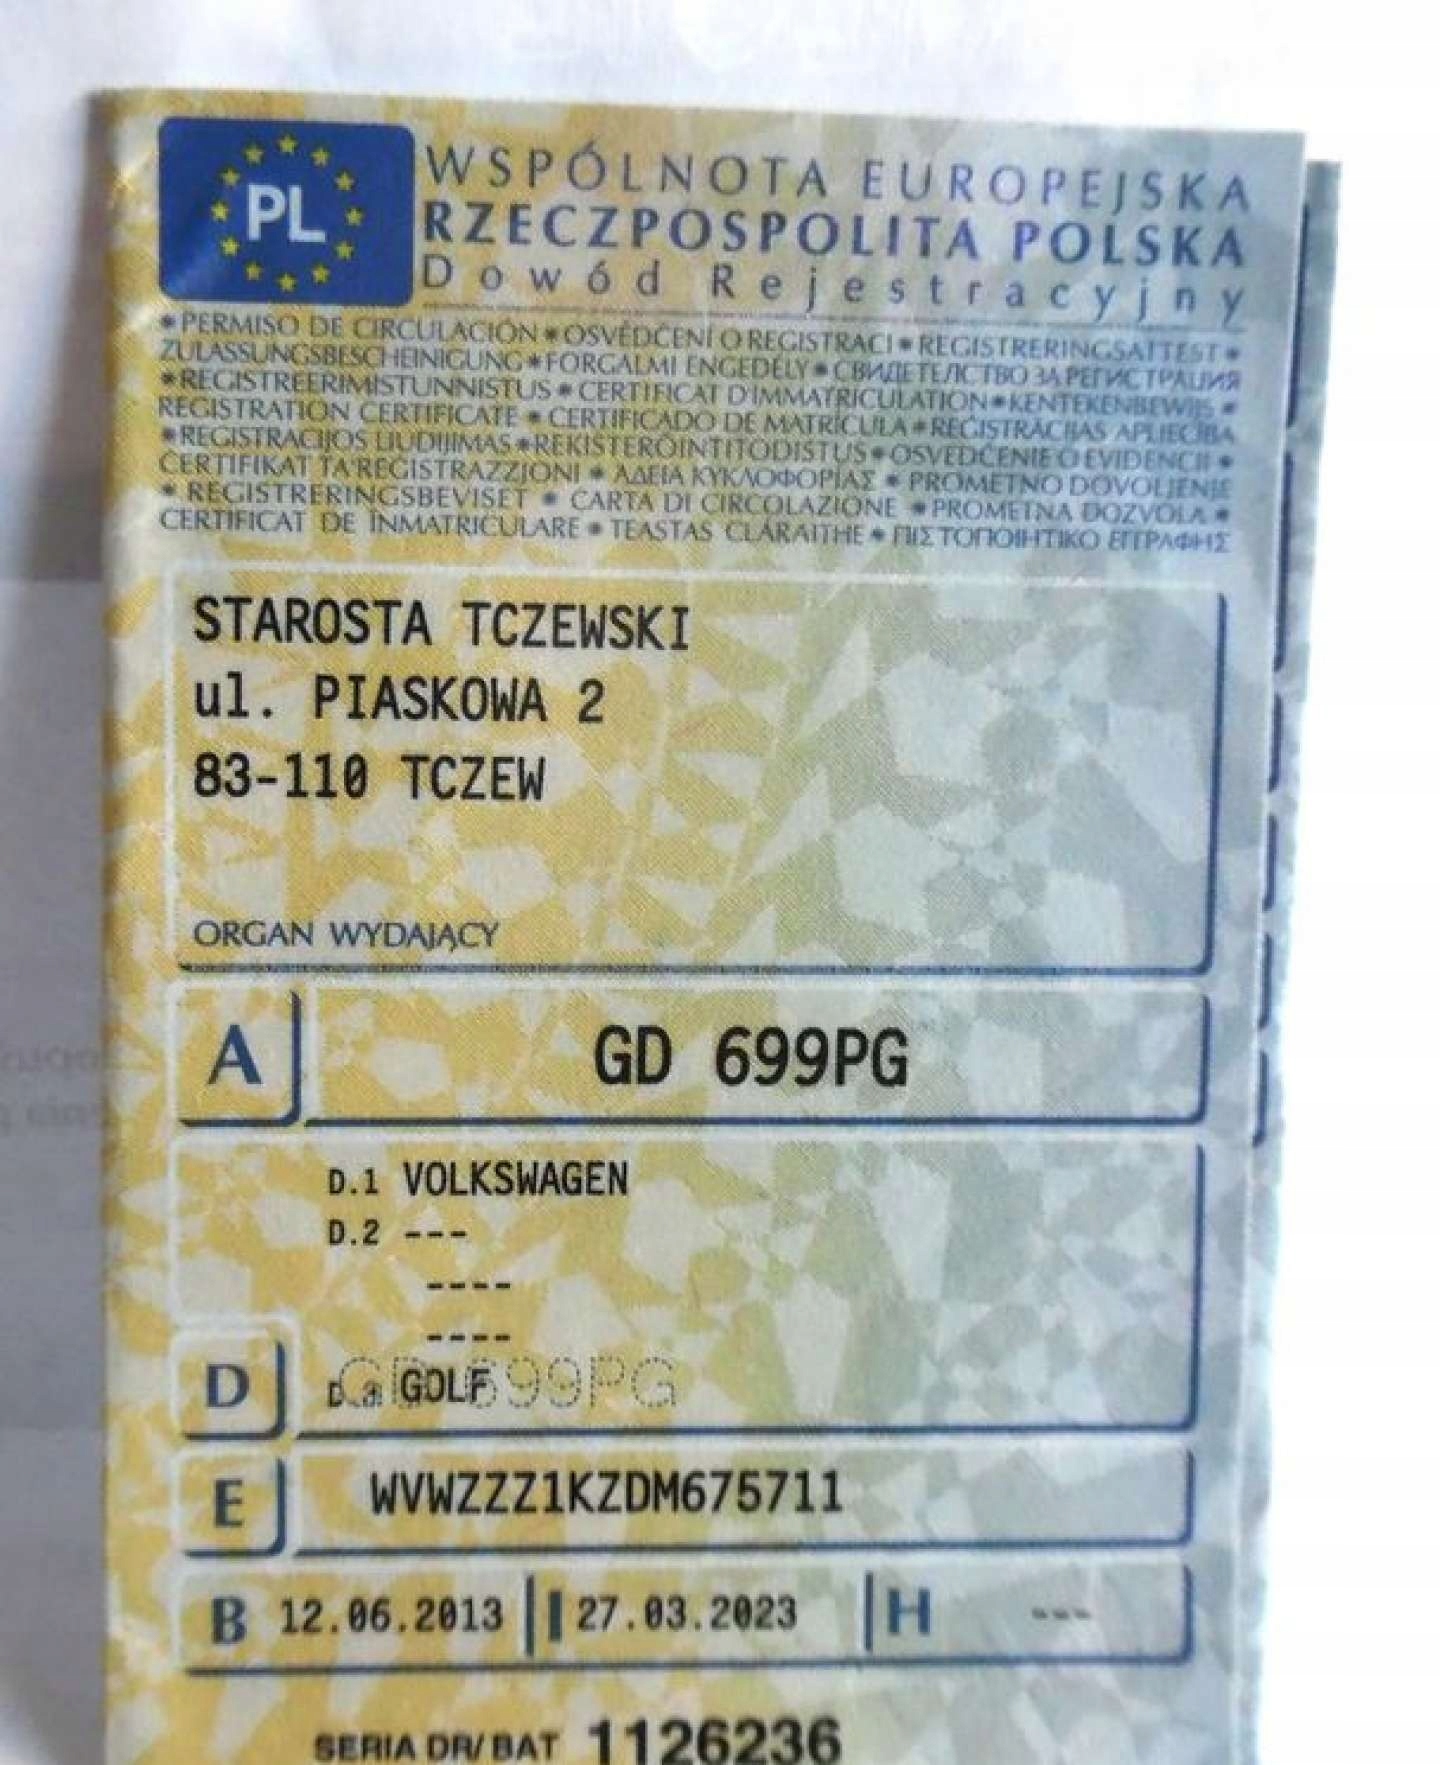 PL
WSPÓLNOTA EUROPEJSKA
RZECZPOSPOLITA POLSKA
Dowód Rejestracyjny
* PERMISO DE CIRCULACIÓN * OSVĚDČENÍ O REGISTRACI * REGISTRERINGSATTEST *
ZULASSUNGSBESCHEINIGUNG * FORGALMI ENGEDÉLY * СВИДЕТЕЛСТВО ЗА РЕГИСТРАЦИЯ
* REGISTREERIMISTUNNISTUS * CERTIFICAT D'IMMATRICULATION * KENTEKENBEWIJS *
REGISTRATION CERTIFICATE * CERTIFICADO DE MATRÍCULA * REĢISTRĀCIJAS APLIECĪBA
* REGISTRACIJOS LIUDIJIMAS * REKISTERÖINTITODISTUS * OSVEDČENIE O EVIDENCII *
ĊERTIFIKAT TA'REĠISTRAZZJONI * ΑΔΕΙΑ ΚΥΚΛΟΦΟΡΙΑΣ * PROMETNO DOVOLJENJE
* REGISTRERINGSBEVISET * CARTA DI CIRCOLAZIONE * PROMETNA DOZVOLA *
CERTIFICAT DE ÎNMATRICULARE * TEASTAS CLÁRAITHE * ΠΙΣΤΟΠΟΙΗΤΙΚΟ ΕΓΓΡΑΦΗΣ
STAROSTA TCZEWSKI
ul. PIASKOWA 2
83-110 TCZEW
ORGAN WYDAJĄCY
A GD 699PG
D.1 VOLKSWAGEN
D.2 ---
----
----
D D.3 GOLF
GD 699PG
E WVWZZZ1KZDM675711
B 12.06.2013 I 27.03.2023 H ---
SERIA DR/BAT 1126236